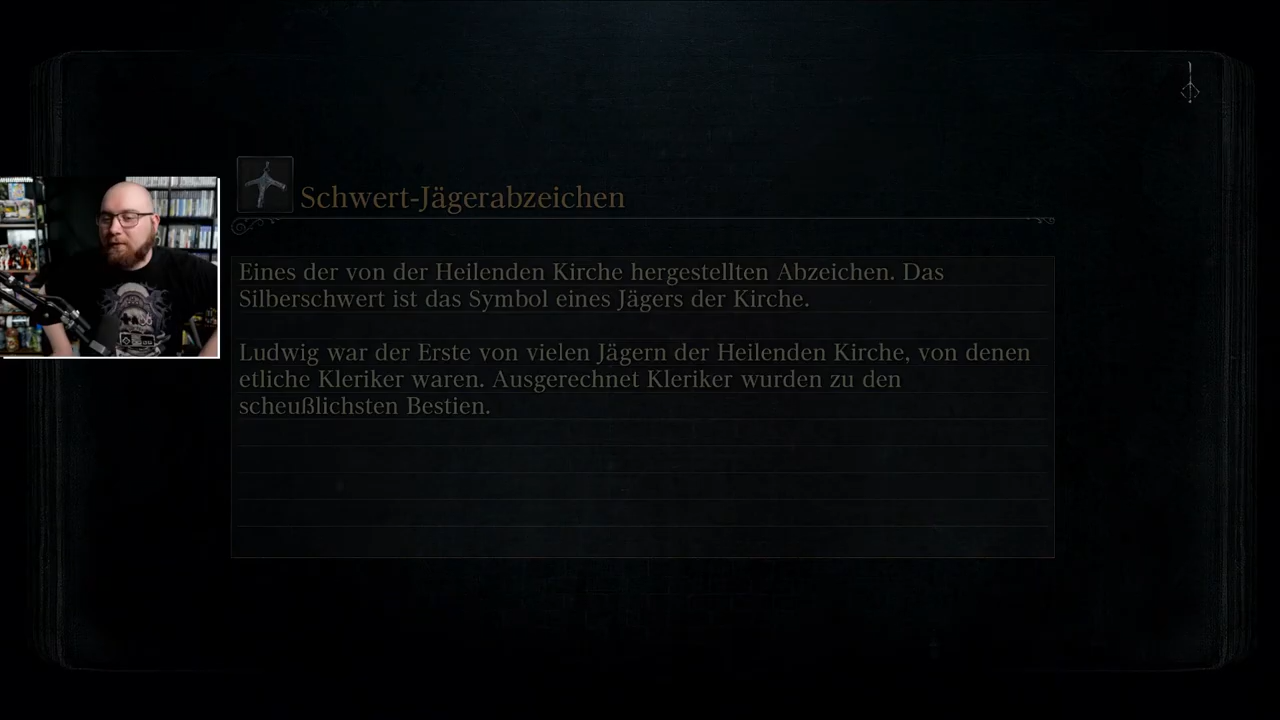 Schwert-Jägerabzeichen
Eines der von der Heilenden Kirche hergestellten Abzeichen. Das
Silberschwert ist das Symbol eines Jägers der Kirche.
Ludwig war der Erste von vielen Jägern der Heilenden Kirche, von denen
etliche Kleriker waren. Ausgerechnet Kleriker wurden zu den
scheußlichsten Bestien.